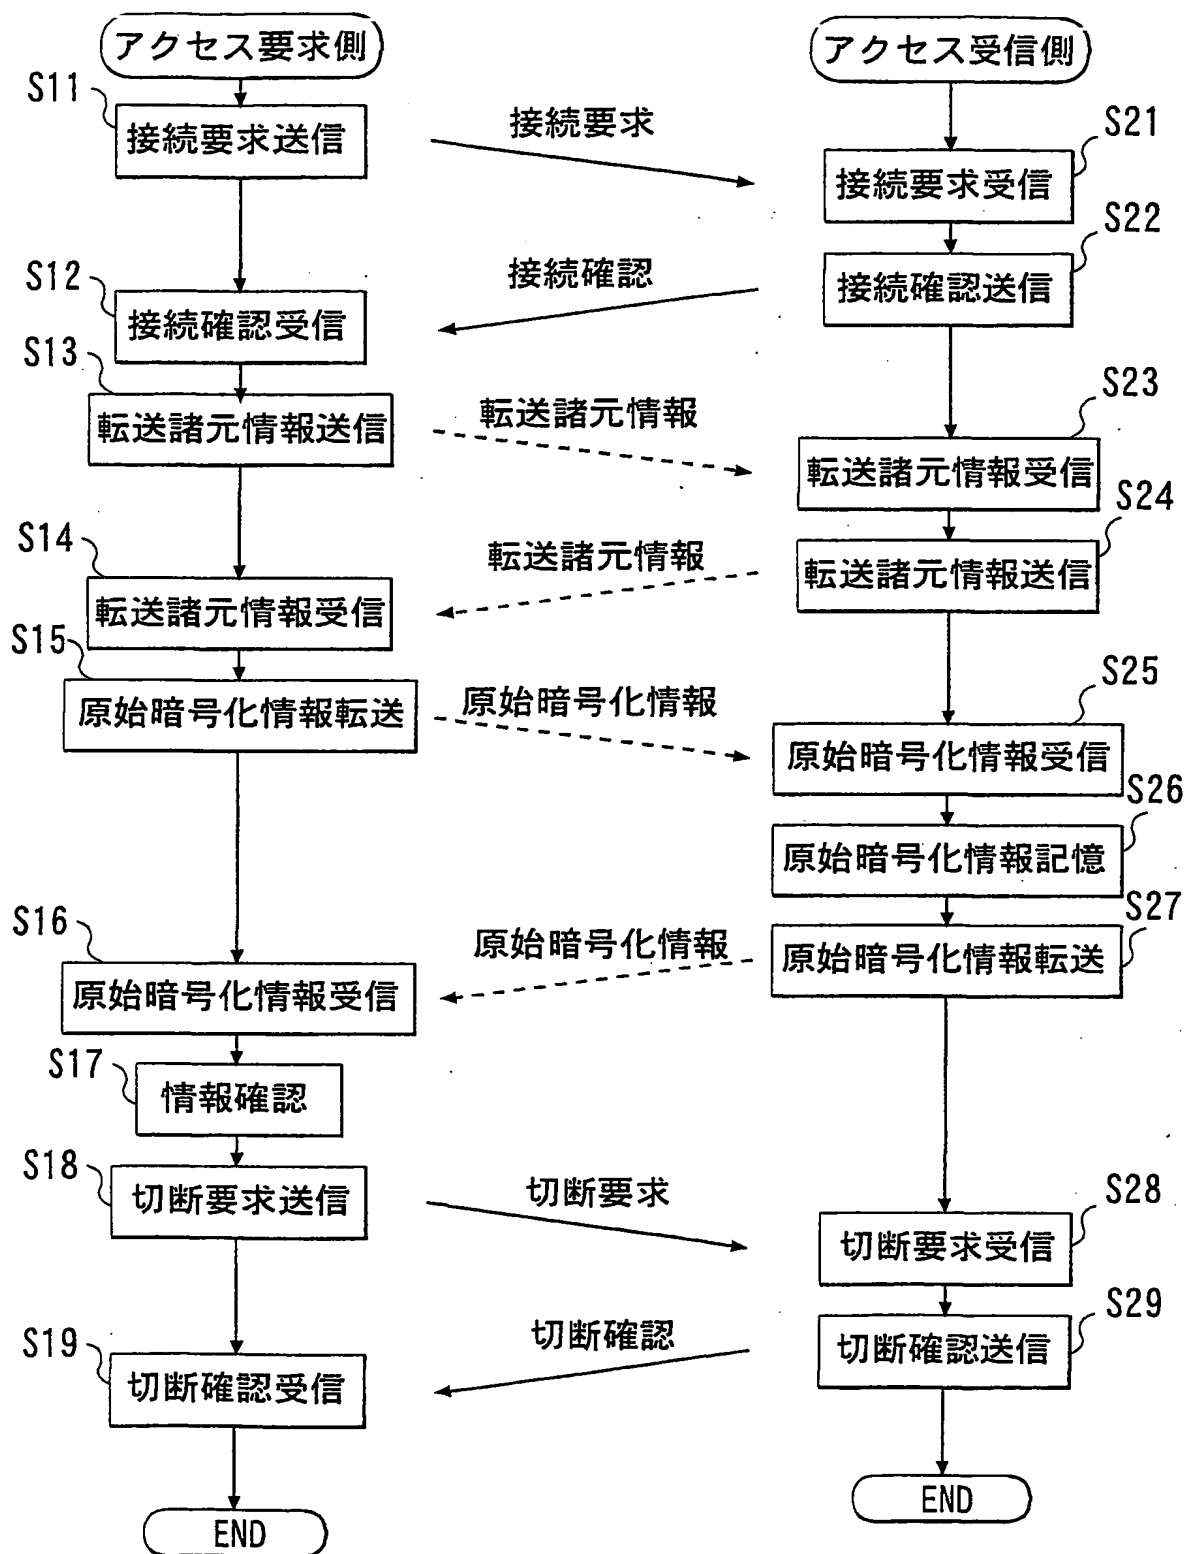 アクセス要求側
アクセス受信側
S11
接続要求送信
接続要求
S21
接続要求受信
S22
接続確認送信
接続確認
S12
接続確認受信
S13
転送諸元情報送信
転送諸元情報
S23
転送諸元情報受信
S24
転送諸元情報送信
転送諸元情報
S14
転送諸元情報受信
S15
原始暗号化情報転送
原始暗号化情報
S25
原始暗号化情報受信
S26
原始暗号化情報記憶
S27
原始暗号化情報転送
原始暗号化情報
S16
原始暗号化情報受信
S17
情報確認
S18
切断要求送信
切断要求
S28
切断要求受信
S29
切断確認送信
切断確認
S19
切断確認受信
END
END